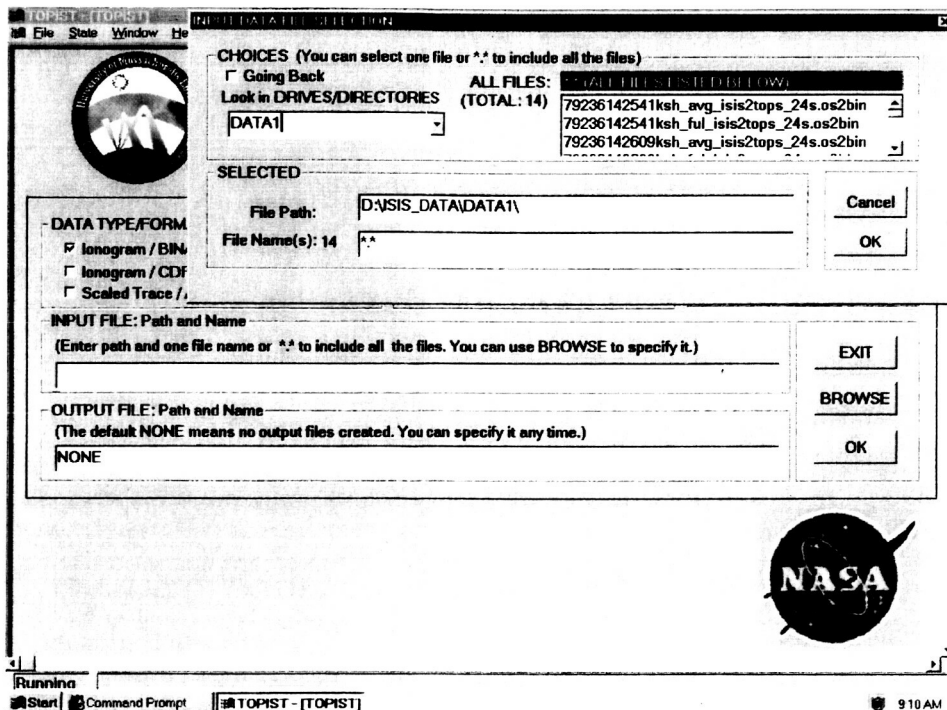 TOPIST - [TOPIST]
File State Window He
INPUT DATA FILE SELECTION
CHOICES (You can select one file or *.* to include all the files)
Going Back
Look in DRIVES/DIRECTORIES
DATA1
ALL FILES:
(TOTAL: 14)
*.* (ALL FILES LISTED BELOW)
79236142541ksh_avg_isis2tops_24s.os2bin
79236142541ksh_ful_isis2tops_24s.os2bin
79236142609ksh_avg_isis2tops_24s.os2bin
SELECTED
File Path:
D:\ISIS_DATA\DATA1\
File Name(s): 14
*.*
Cancel
OK
DATA TYPE/FORM
Ionogram / BIN
Ionogram / CDF
Scaled Trace /
INPUT FILE: Path and Name
(Enter path and one file name or *.* to include all the files. You can use BROWSE to specify it.)
OUTPUT FILE: Path and Name
(The default NONE means no output files created. You can specify it any time.)
NONE
EXIT
BROWSE
OK
NASA
Running
Start Command Prompt TOPIST - [TOPIST] 9:10 AM